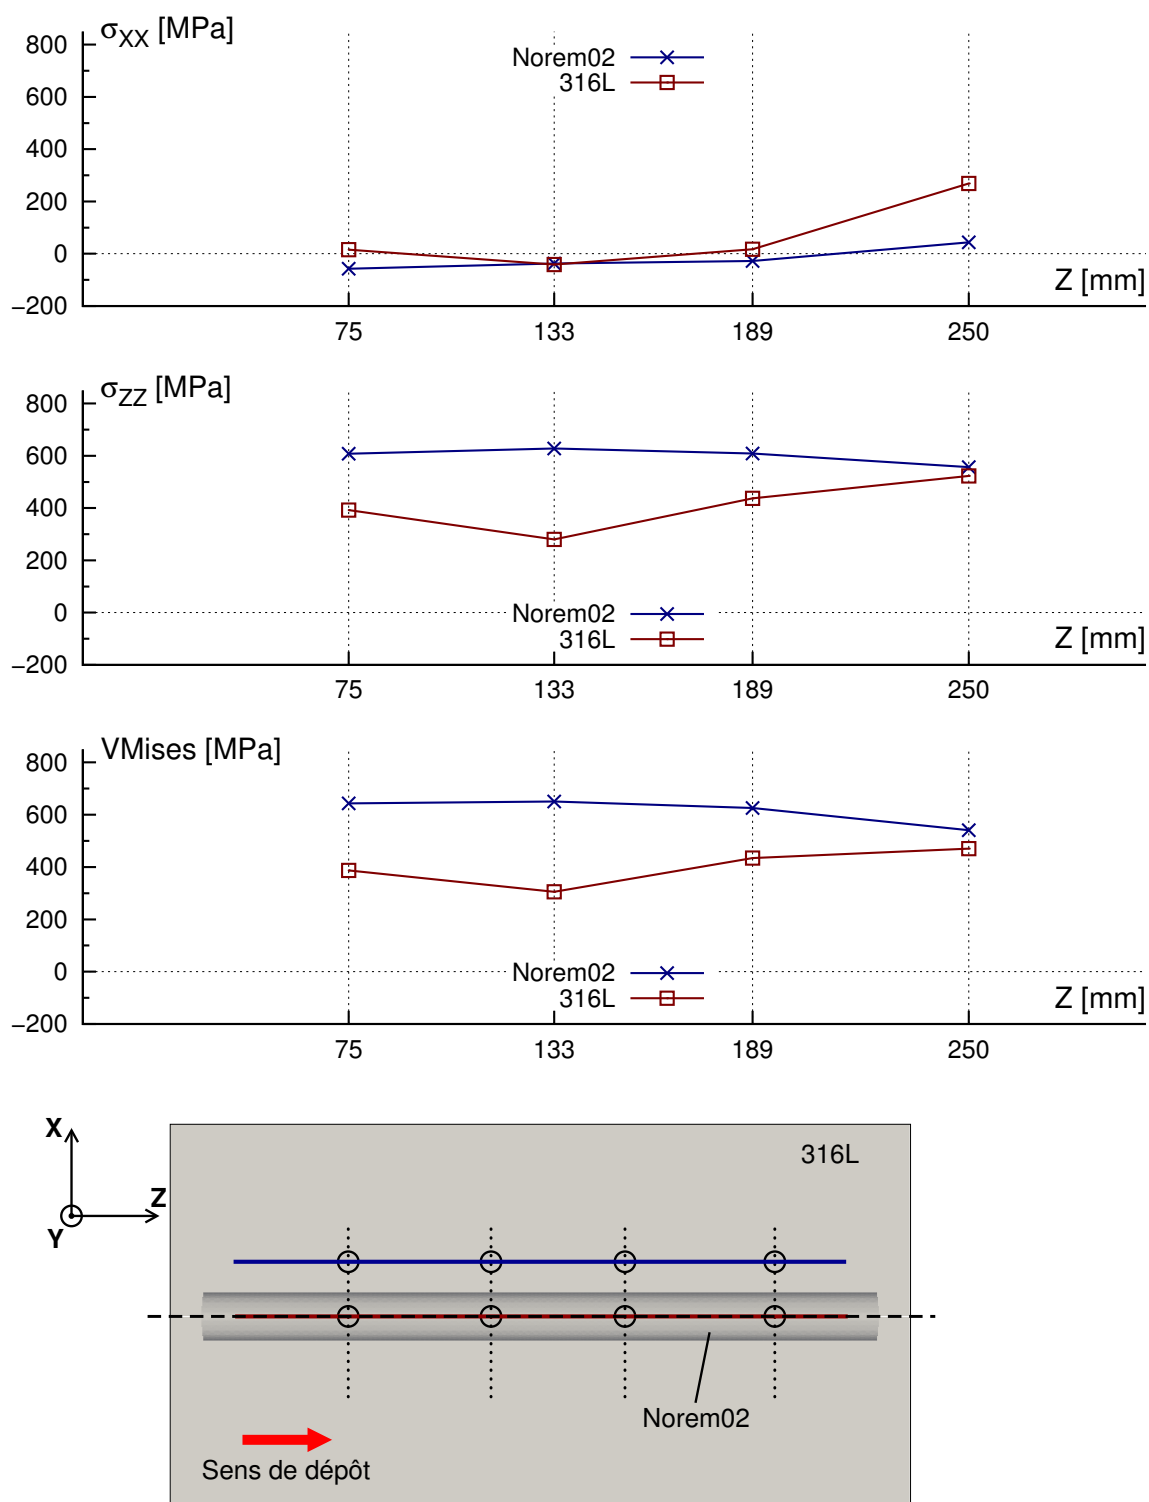 σXX [MPa]
800
600
400
200
0
−200
Norem02
316L
Z [mm]
75 133 189 250
σZZ [MPa]
800
600
400
200
0
−200
Norem02
316L
Z [mm]
75 133 189 250
VMises [MPa]
800
600
400
200
0
−200
Norem02
316L
Z [mm]
75 133 189 250
X
Z
Y
316L
Norem02
Sens de dépôt